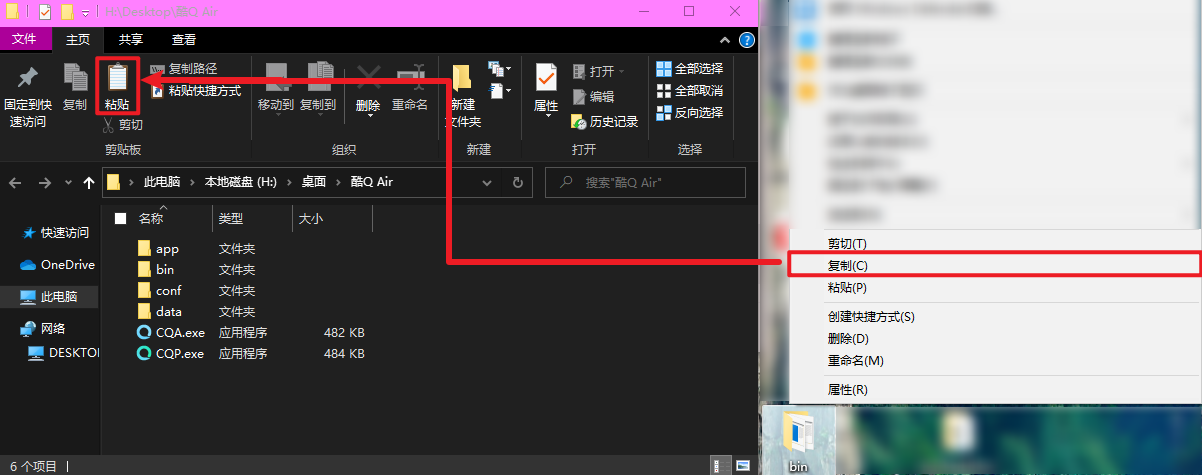 H:\Desktop\酷Q Air
文件 主页 共享 查看
固定到快速访问
复制
粘贴
复制路径
粘贴快捷方式
剪切
移动到
复制到
删除
重命名
新建
文件夹
属性
打开
编辑
历史记录
全部选择
全部取消
反向选择
剪贴板 组织 新建 打开 选择
此电脑 本地磁盘 (H:) 桌面 酷Q Air
搜索"酷Q Air"
快速访问
OneDrive
此电脑
网络
DESKTO
名称 类型 大小
app 文件夹
bin 文件夹
conf 文件夹
data 文件夹
CQA.exe 应用程序 482 KB
CQP.exe 应用程序 484 KB
6 个项目
剪切(T)
复制(C)
粘贴(P)
创建快捷方式(S)
删除(D)
重命名(M)
属性(R)
bin